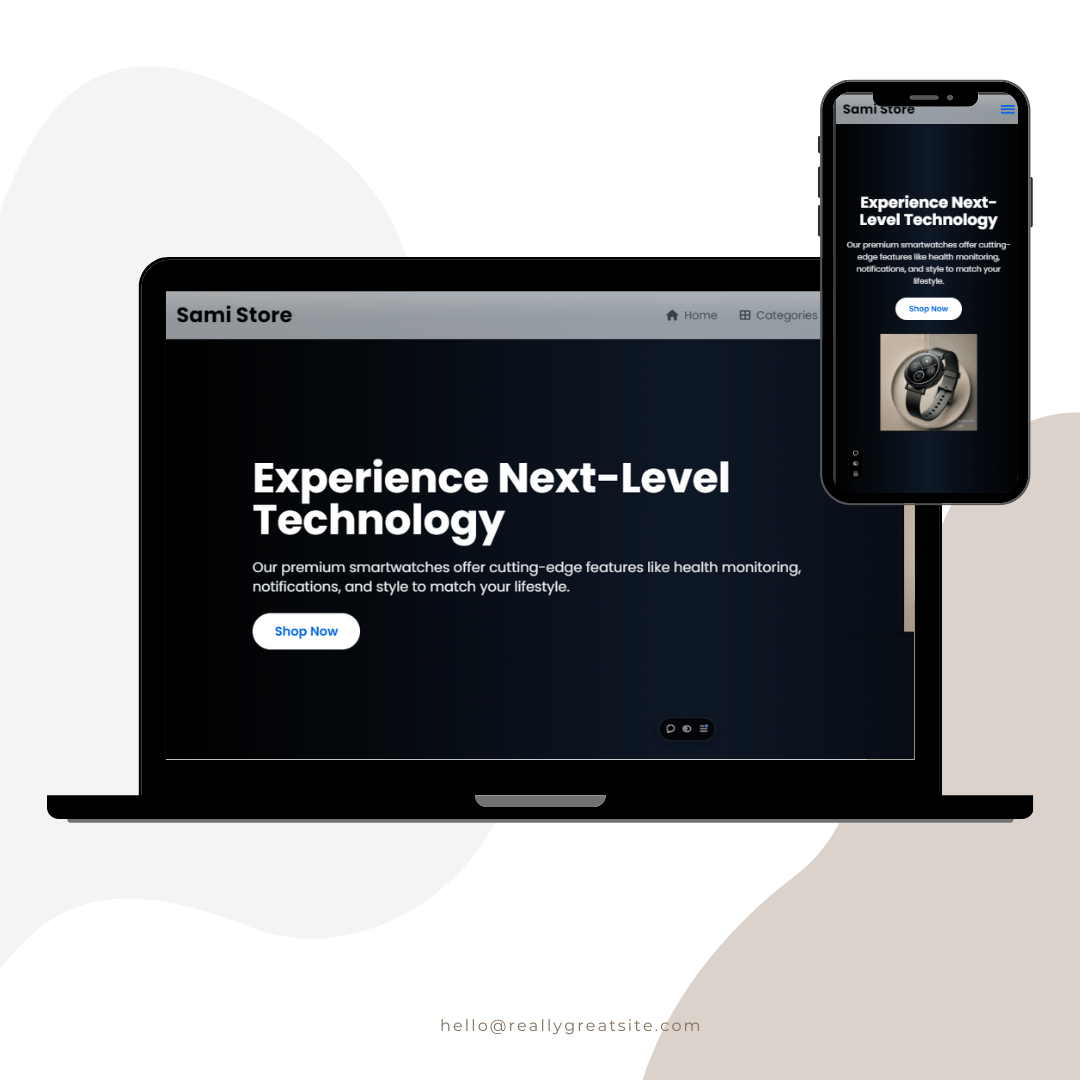 Sami Store
Home
Categories
Experience Next-Level
Technology
Our premium smartwatches offer cutting-edge features like health monitoring,
notifications, and style to match your lifestyle.
Shop Now
Sami Store
Experience Next-
Level Technology
Our premium smartwatches offer cutting-
edge features like health monitoring,
notifications, and style to match your
lifestyle.
Shop Now
hello@reallygreatsite.com